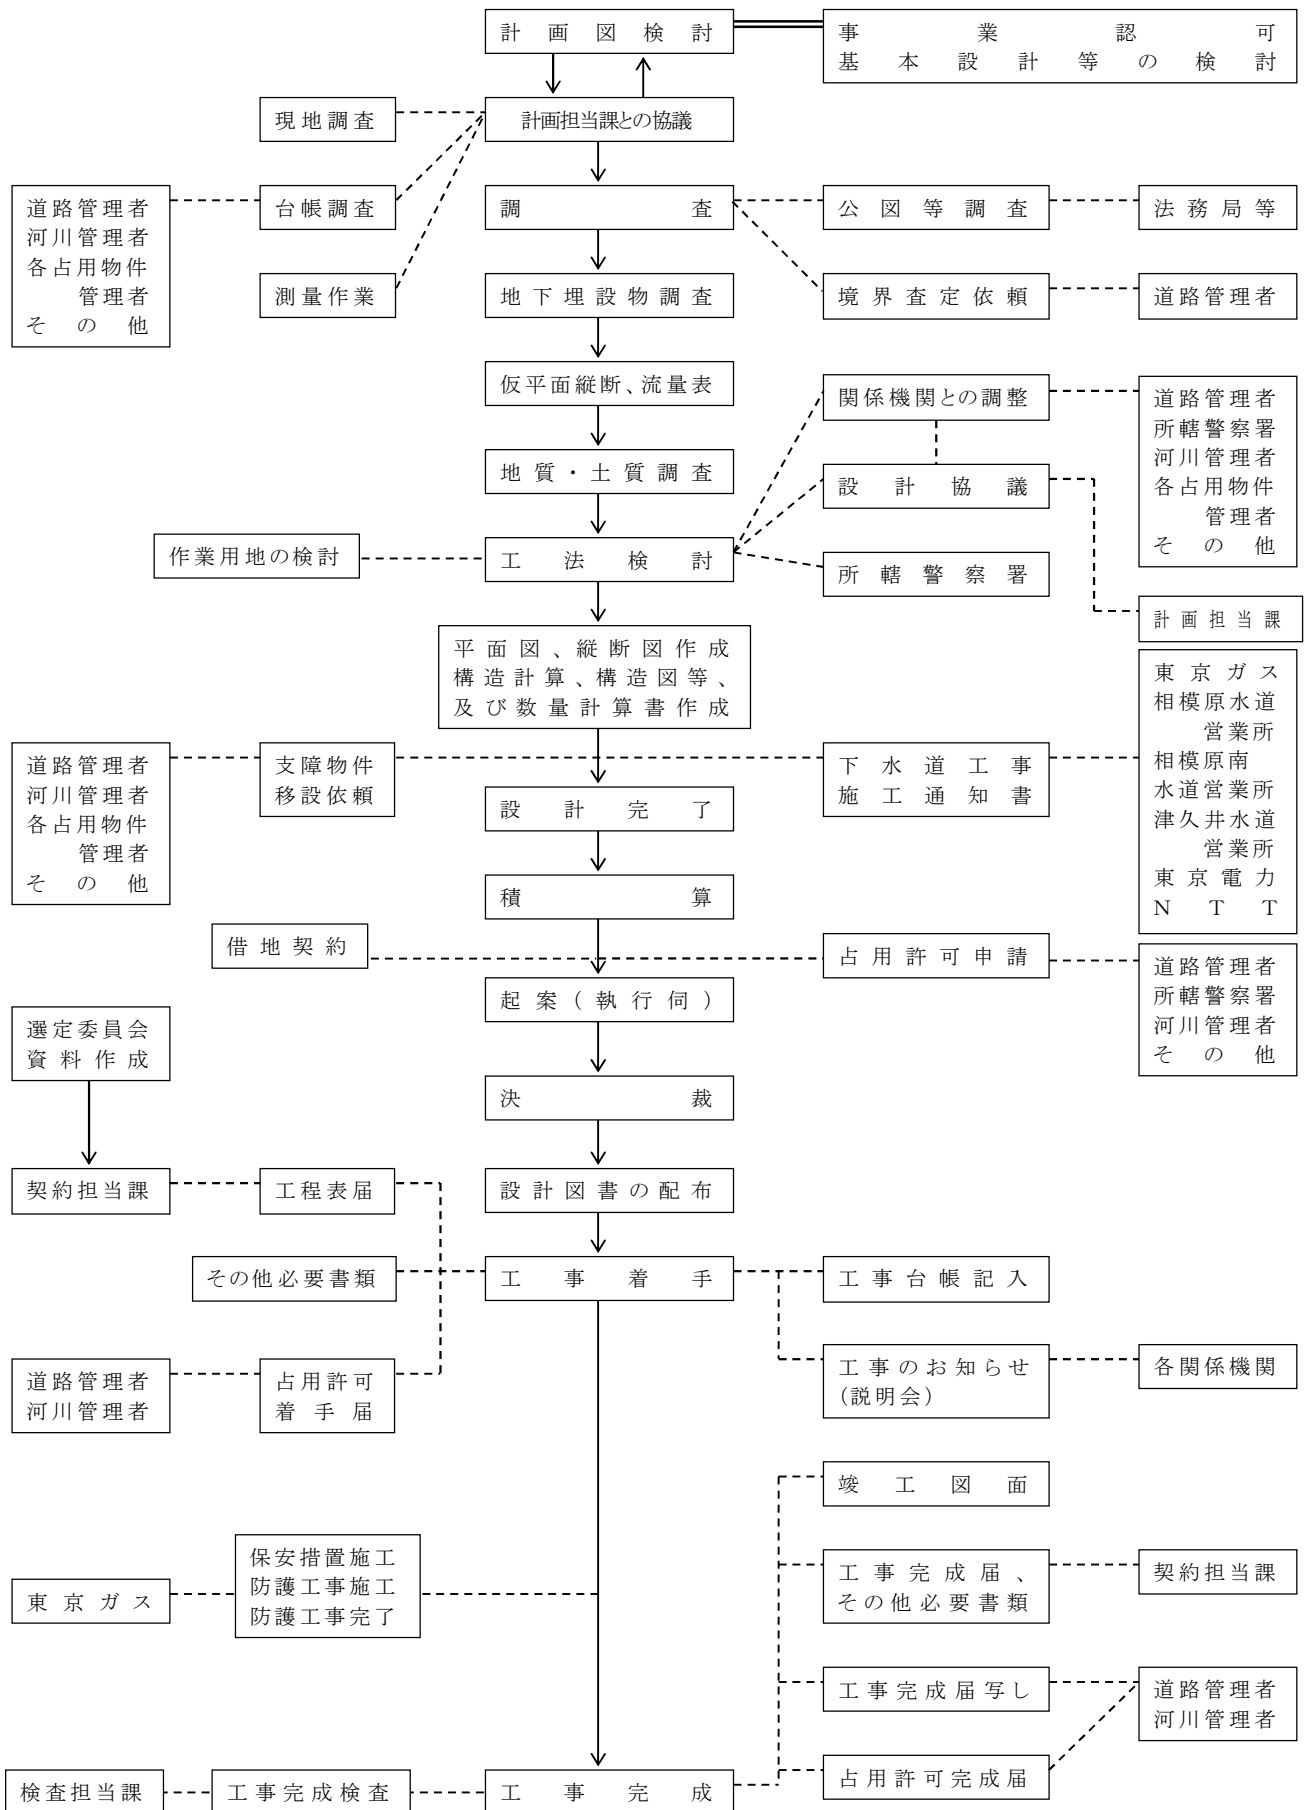 計画図検討
事業認可
基本設計等の検討
現地調査
計画担当課との協議
道路管理者
河川管理者
各占用物件
管理者
その他
台帳調査
調査
公図等調査
法務局等
測量作業
地下埋設物調査
境界査定依頼
道路管理者
仮平面縦断、流量表
関係機関との調整
道路管理者
所轄警察署
河川管理者
各占用物件
管理者
その他
地質・土質調査
設計協議
作業用地の検討
工法検討
所轄警察署
計画担当課
平面図、縦断図作成
構造計算、構造図等、
及び数量計算書作成
東京ガス
相模原水道
営業所
相模原南
水道営業所
津久井水道
営業所
東京電力
NTT
道路管理者
河川管理者
各占用物件
管理者
その他
支障物件
移設依頼
下水道工事
施工通知書
設計完了
積算
借地契約
占用許可申請
道路管理者
所轄警察署
河川管理者
その他
起案(執行伺)
選定委員会
資料作成
決裁
契約担当課
工程表届
設計図書の配布
その他必要書類
工事着手
工事台帳記入
道路管理者
河川管理者
占用許可
着手届
工事のお知らせ
(説明会)
各関係機関
竣工図面
東京ガス
保安措置施工
防護工事施工
防護工事完了
工事完成届、
その他必要書類
契約担当課
工事完成届写し
道路管理者
河川管理者
検査担当課
工事完成検査
工事完成
占用許可完成届